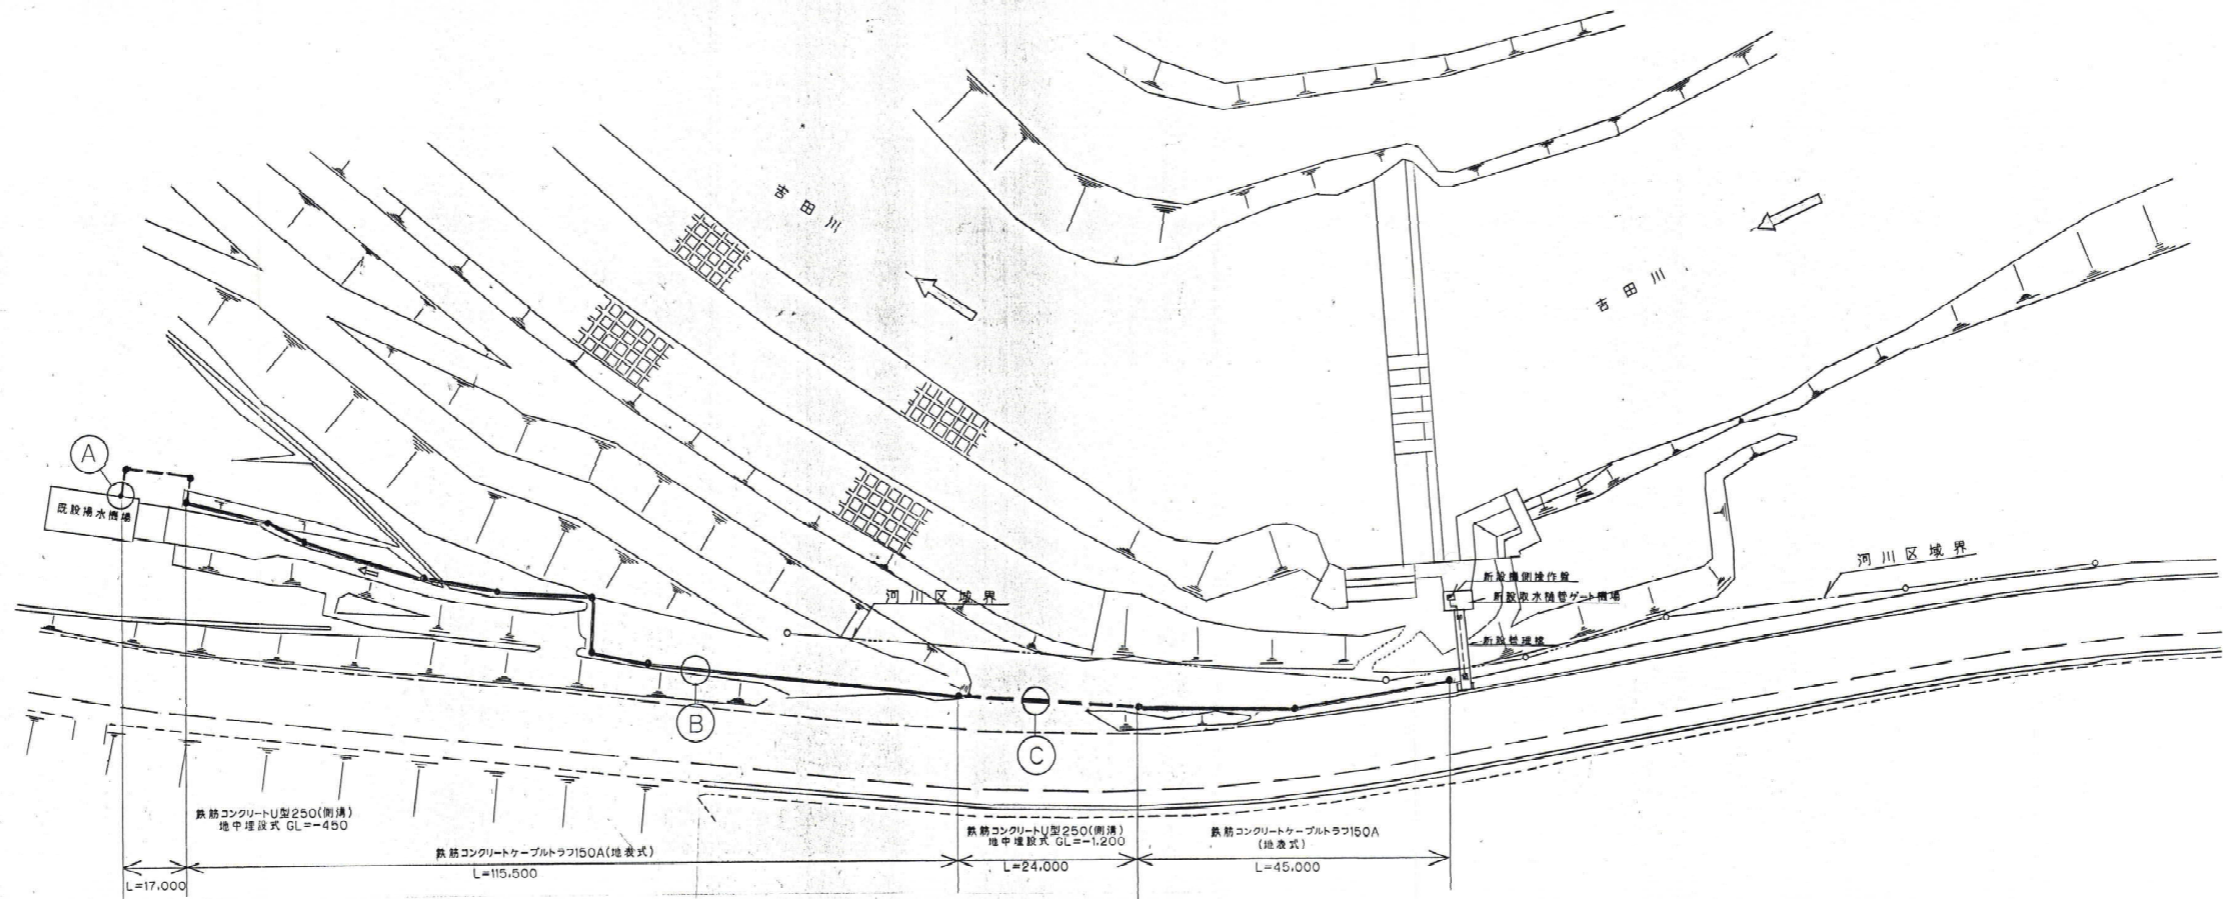 吉田川
吉田川
A
既設揚水機場
河川区域界
新設機側操作盤
新設取水樋管ゲート機場
新設管理橋
河川区域界
B
C
鉄筋コンクリートU型250(側溝)
地中埋設式 GL=-450
鉄筋コンクリートケーブルトラフ150A(地表式)
鉄筋コンクリートU型250(側溝)
地中埋設式 GL=-1.200
鉄筋コンクリートケーブルトラフ150A
(地表式)
L=17,000
L=115,500
L=24,000
L=45,000